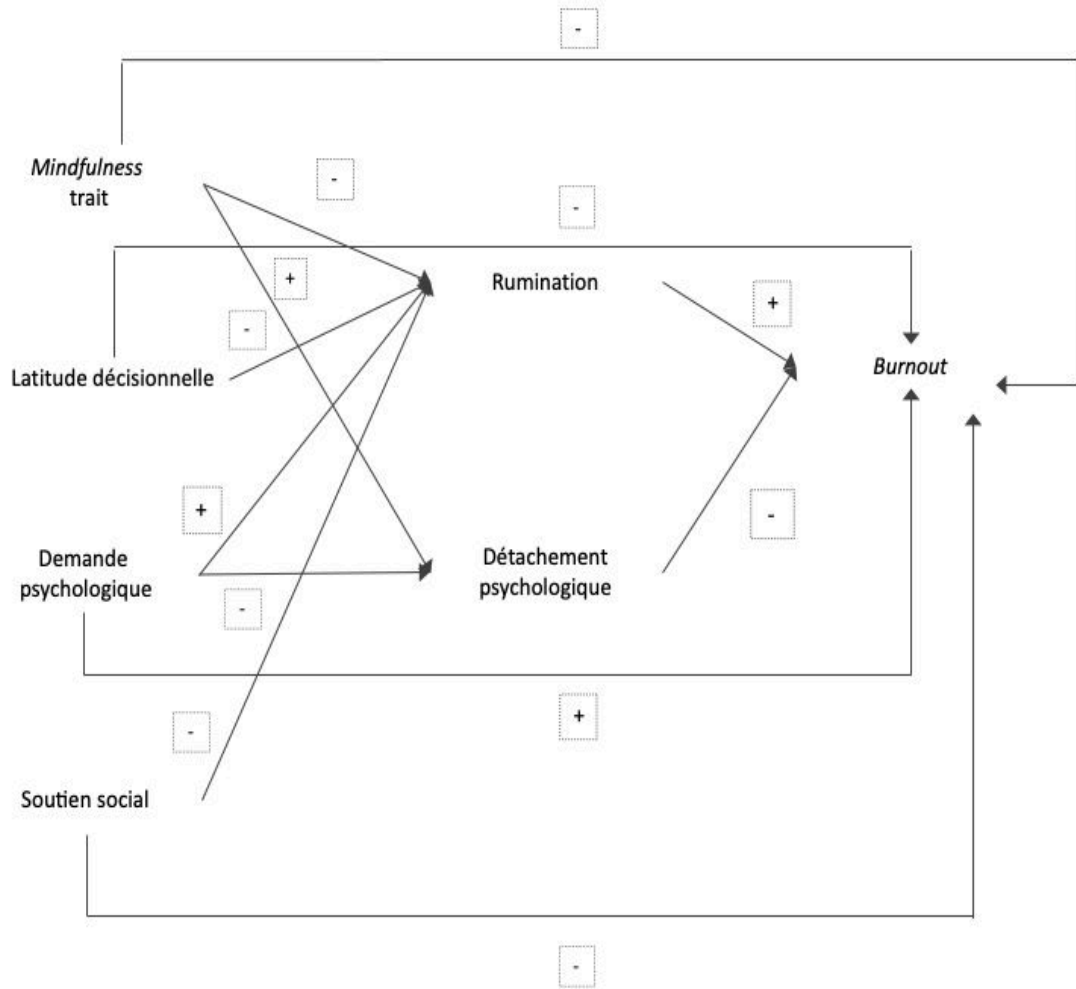 -
Mindfulness
trait
-
-
+
Rumination
+
-
Latitude décisionnelle
Burnout
+
-
Demande
psychologique
Détachement
psychologique
-
+
-
Soutien social
-